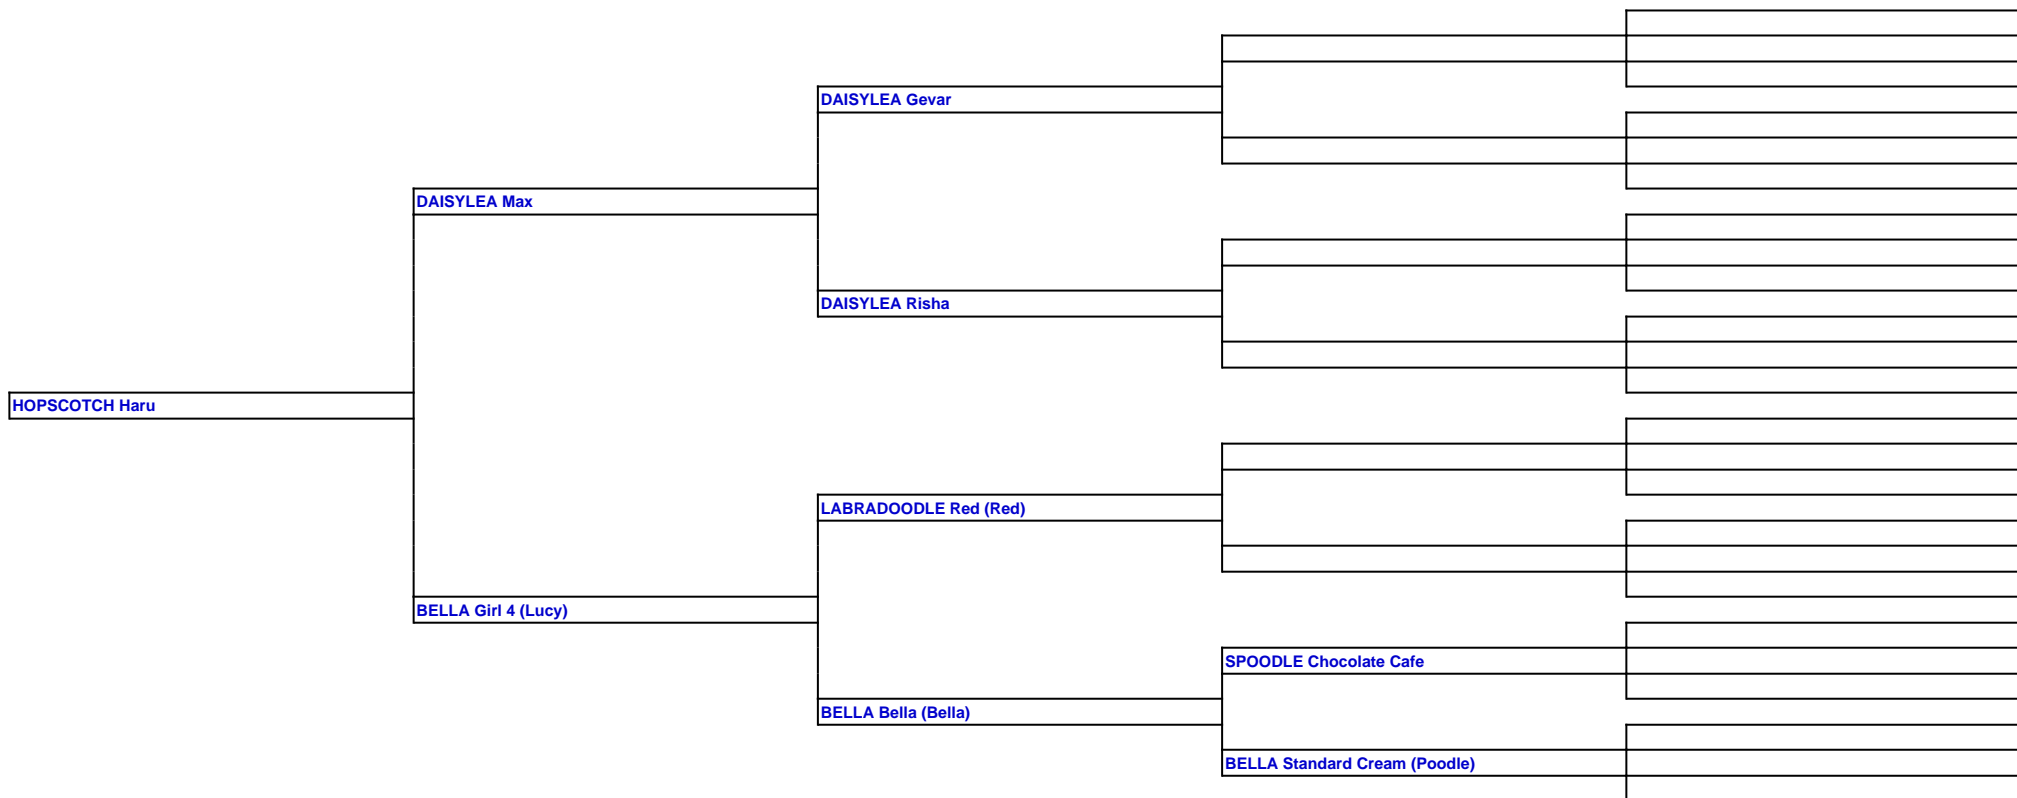 DAISYLEA Gevar
DAISYLEA Max
DAISYLEA Risha
HOPSCOTCH Haru
LABRADOODLE Red (Red)
BELLA Girl 4 (Lucy)
SPOODLE Chocolate Cafe
BELLA Bella (Bella)
BELLA Standard Cream (Poodle)